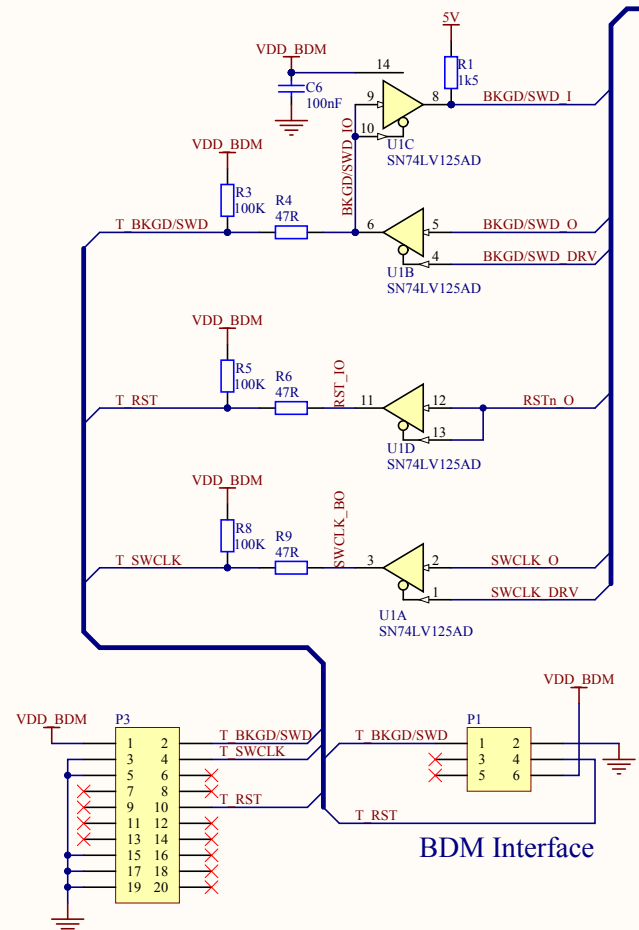 5V
VDD_BDM
14
R1
1k5
C6
100nF
9
8
BKGD/SWD_I
10
U1C
SN74LV125AD
BKGD/SWD_IO
VDD_BDM
R3
100K
R4
47R
T_BKGD/SWD
6
5
BKGD/SWD_O
4
BKGD/SWD_DRV
U1B
SN74LV125AD
VDD_BDM
R5
100K
R6
47R
RST_IO
T_RST
11
12
RSTn_O
13
U1D
SN74LV125AD
VDD_BDM
R8
100K
R9
47R
SWCLK_BO
T_SWCLK
3
2
SWCLK_O
1
SWCLK_DRV
U1A
SN74LV125AD
VDD_BDM
P3
1 2
3 4
5 6
7 8
9 10
11 12
13 14
15 16
17 18
19 20
T_BKGD/SWD
T_SWCLK
T_RST
VDD_BDM
P1
T_BKGD/SWD
1 2
3 4
5 6
T_RST
BDM Interface